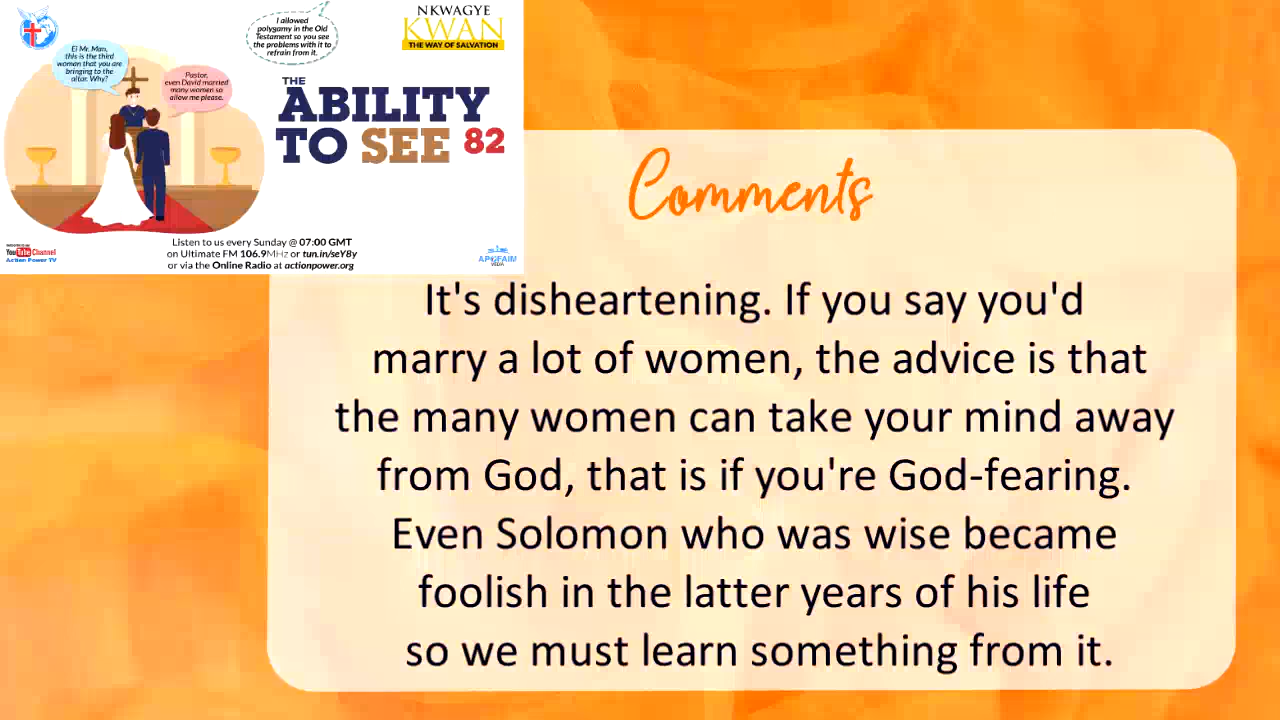 I allowed
polygamy in the Old
Testament so you see
the problems with it to
refrain from it.
NKWAGYE
KWAN
THE WAY OF SALVATION
Ei Mr. Man,
this is the third
woman that you are
bringing to the
altar. Why?
Pastor,
even David married
many women so
allow me please.
THE
ABILITY
TO SEE 82
Listen to us every Sunday @ 07:00 GMT
on Ultimate FM 106.9MHz or tun.in/seY8y
or via the Online Radio at actionpower.org
YouTube Channel
Action Power TV
APOFAIM
MEDIA
Comments
It's disheartening. If you say you'd
marry a lot of women, the advice is that
the many women can take your mind away
from God, that is if you're God-fearing.
Even Solomon who was wise became
foolish in the latter years of his life
so we must learn something from it.